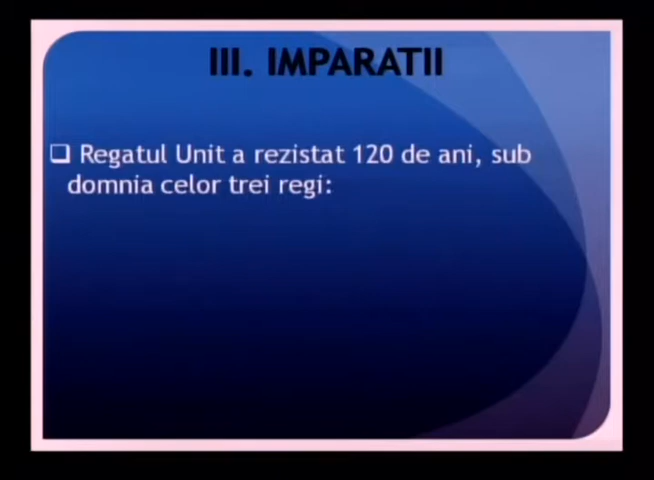 III. IMPARATII
Regatul Unit a rezistat 120 de ani, sub
domnia celor trei regi: